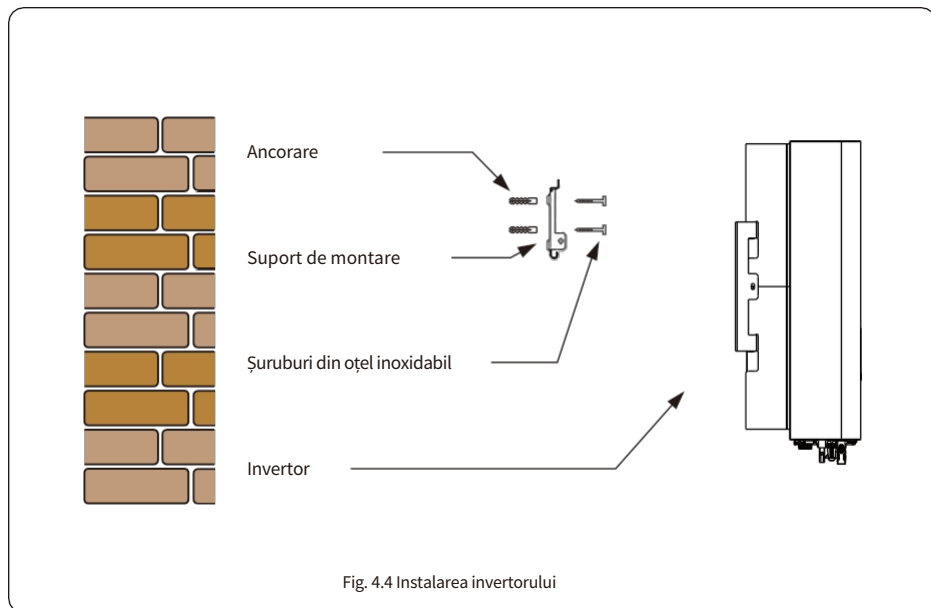 Ancorare
Suport de montare
Șuruburi din oțel inoxidabil
Invertor
Fig. 4.4 Instalarea invertorului